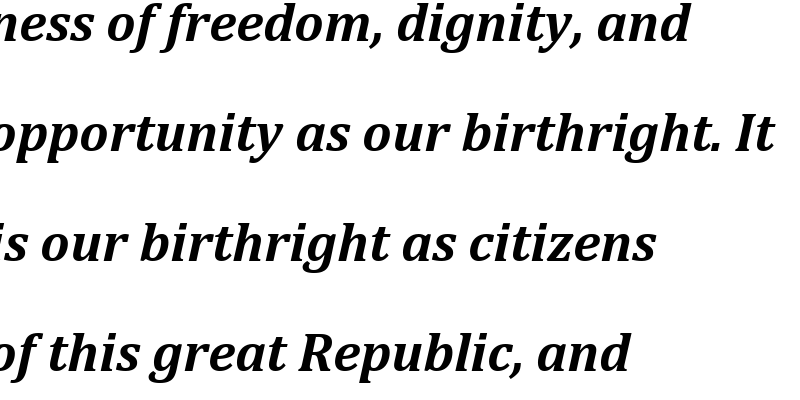 ness of freedom, dignity, and
opportunity as our birthright. It
is our birthright as citizens
of this great Republic, and